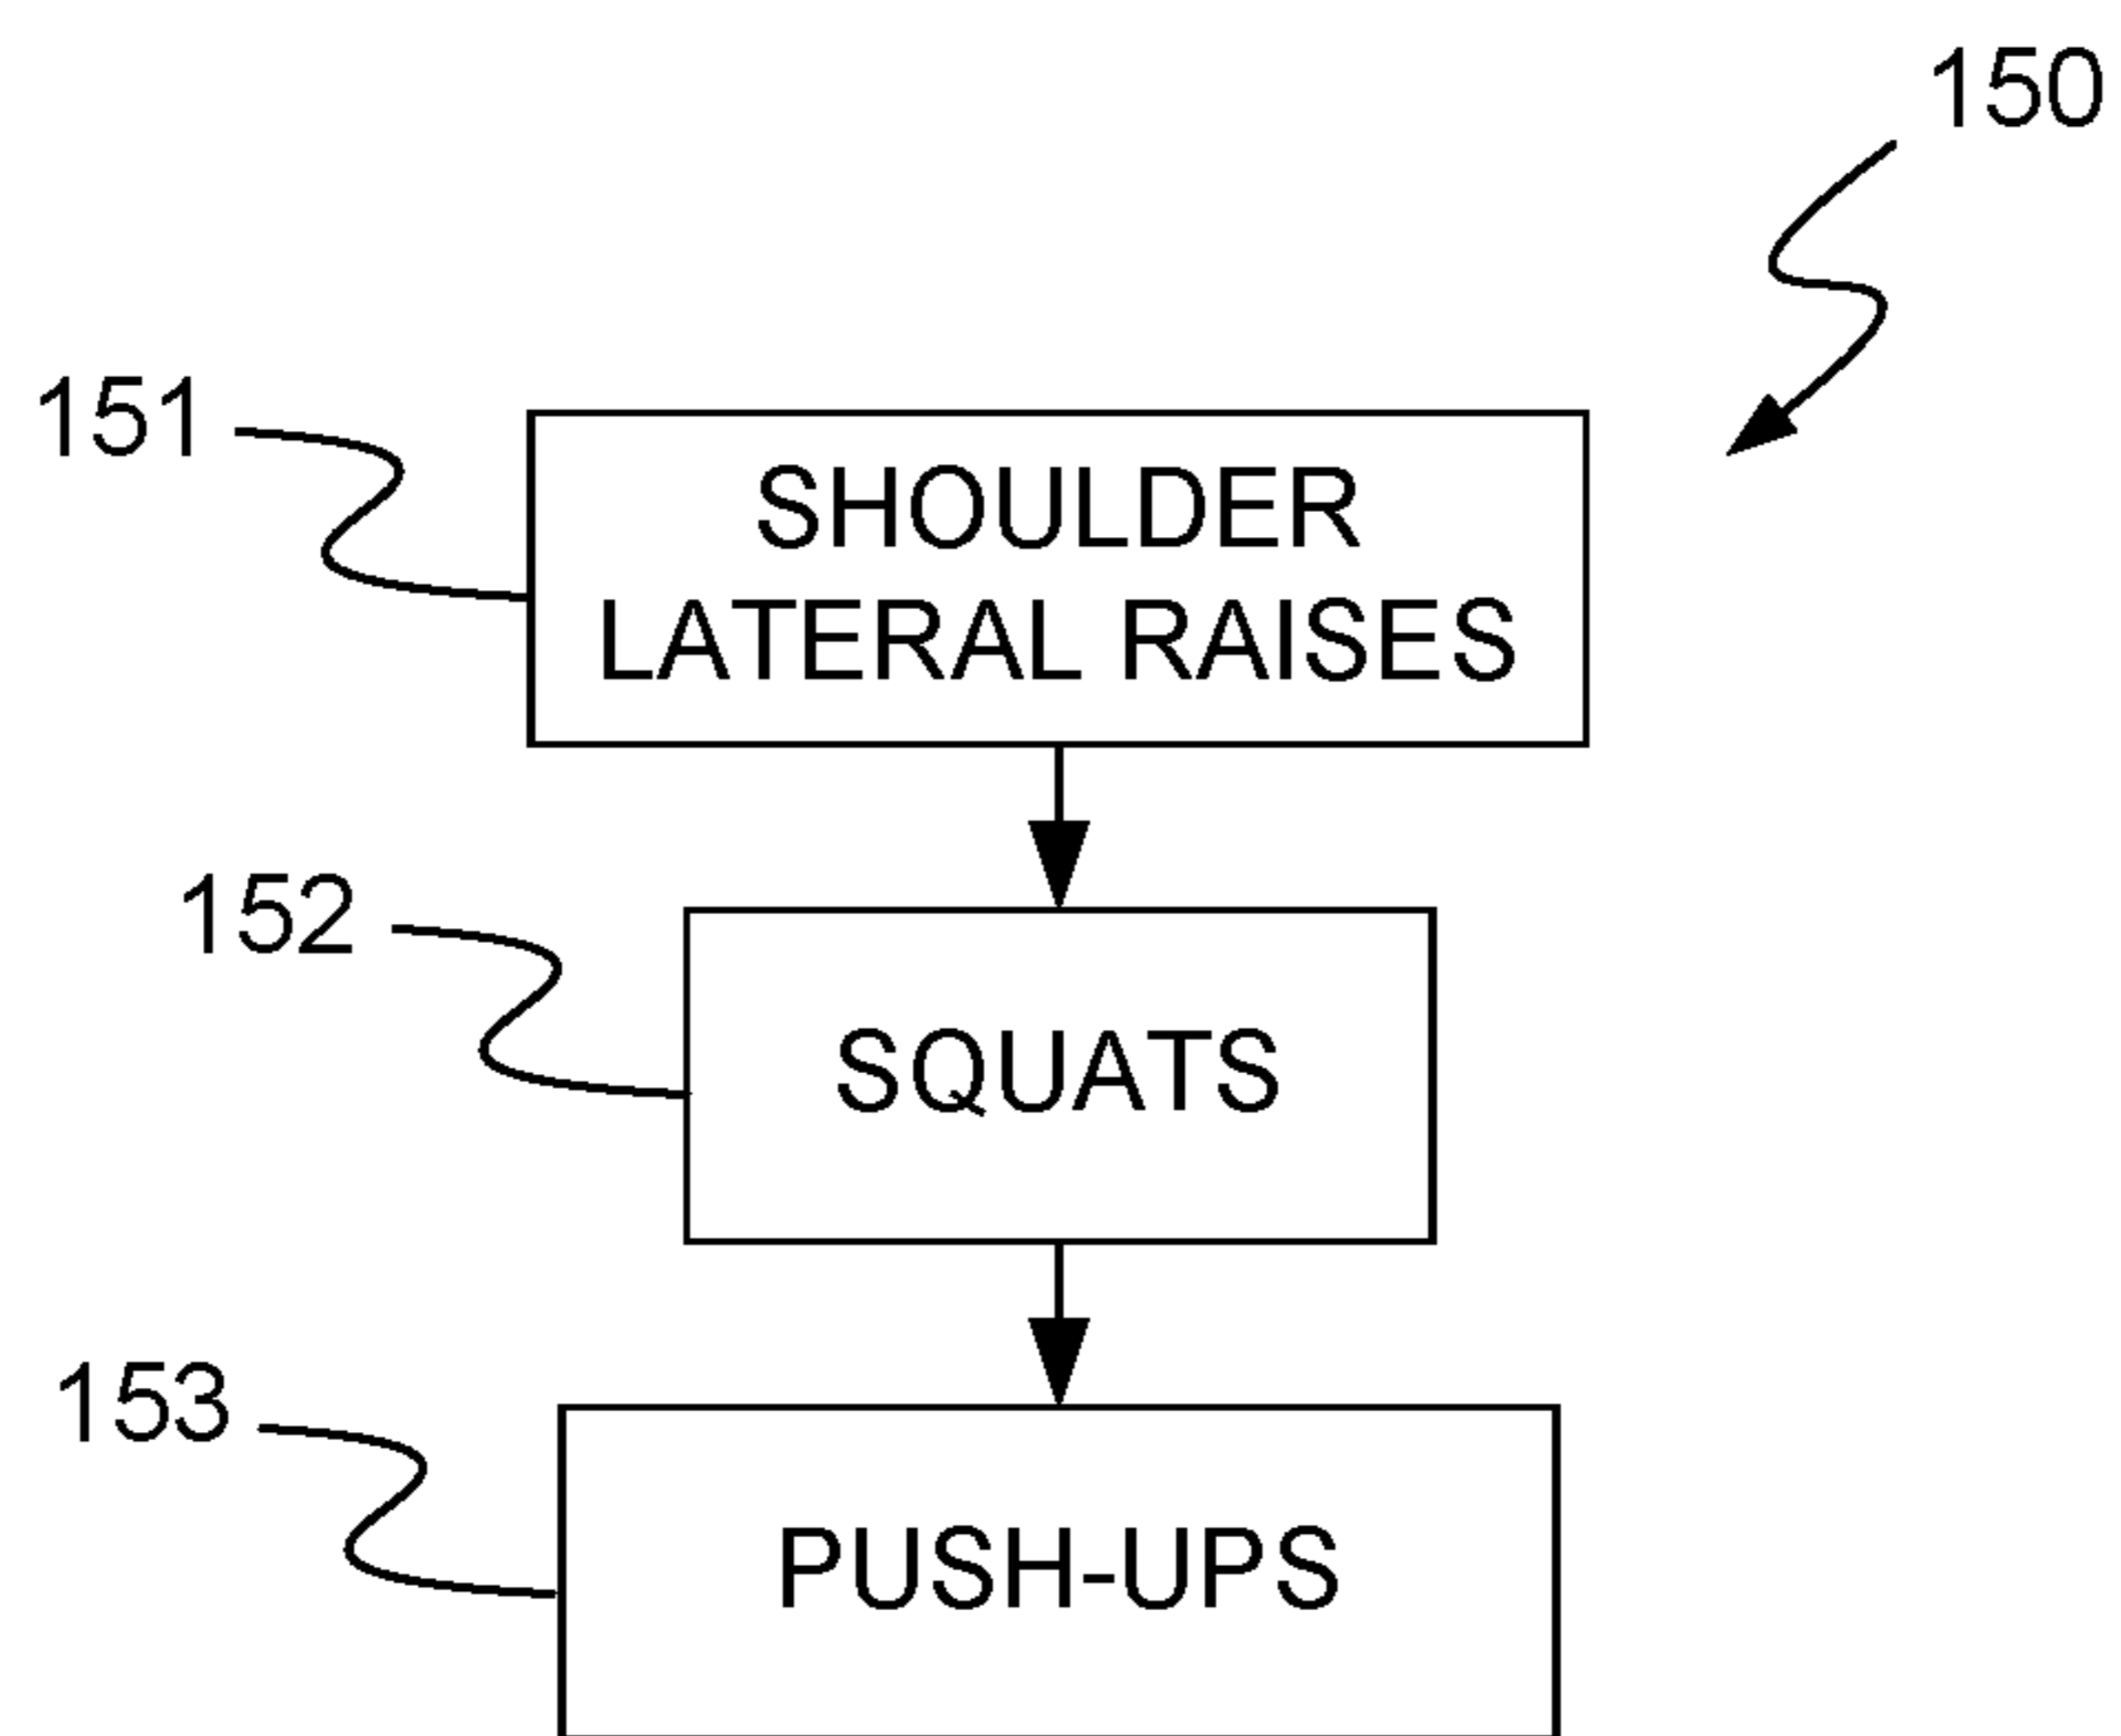 150
151
SHOULDER
LATERAL RAISES
152
SQUATS
153
PUSH-UPS